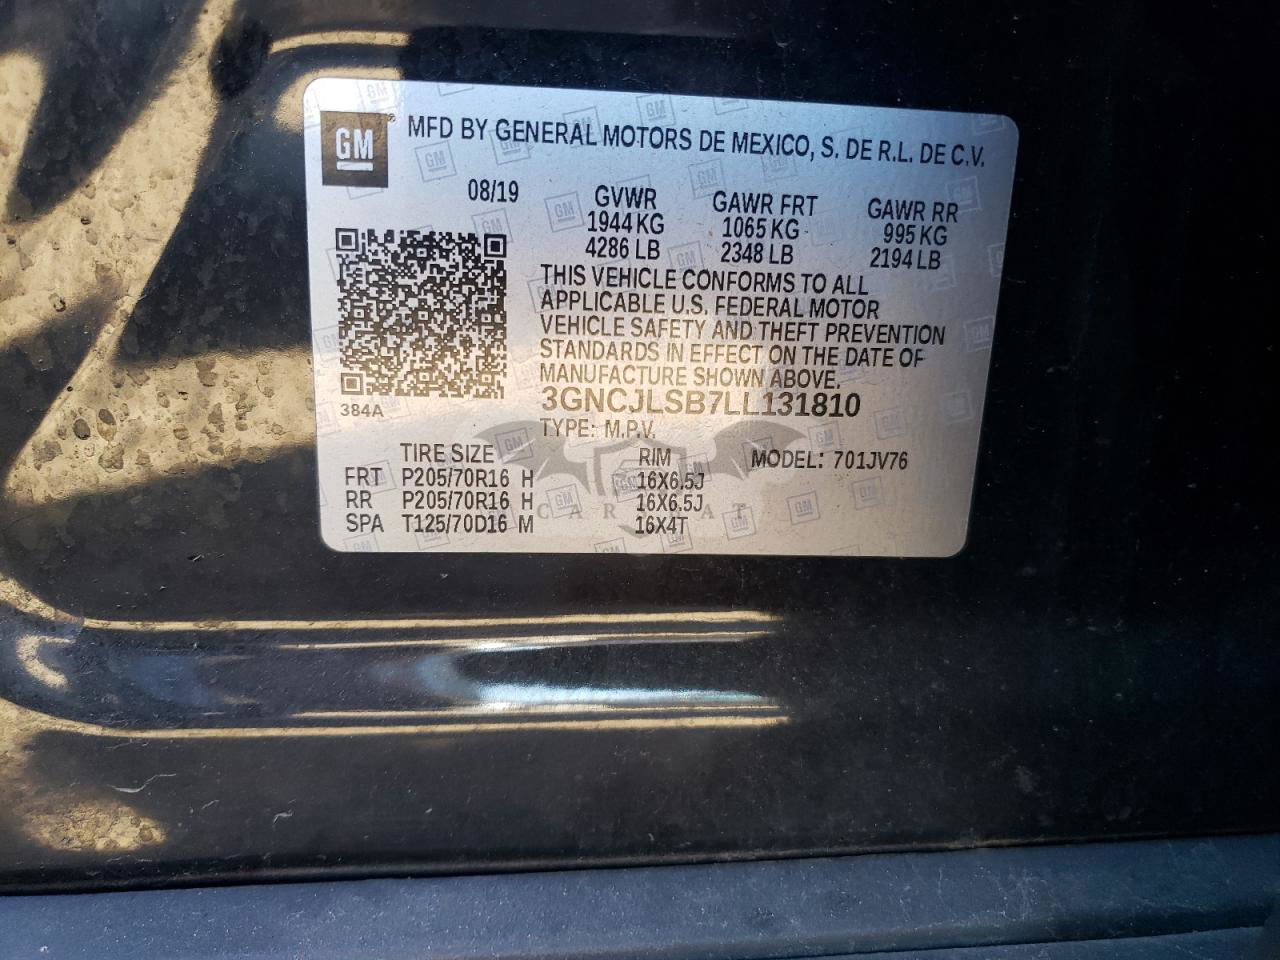 GM MFD BY GENERAL MOTORS DE MEXICO, S. DE R.L. DE C.V.
08/19 GVWR GAWR FRT GAWR RR
1944 KG 1065 KG 995 KG
4286 LB 2348 LB 2194 LB
THIS VEHICLE CONFORMS TO ALL
APPLICABLE U.S. FEDERAL MOTOR
VEHICLE SAFETY AND THEFT PREVENTION
STANDARDS IN EFFECT ON THE DATE OF
MANUFACTURE SHOWN ABOVE.
384A
3GNCJLSB7LL131810
TYPE: M.P.V.
TIRE SIZE RIM MODEL: 701JV76
FRT P205/70R16 H 16X6.5J
RR P205/70R16 H 16X6.5J
SPA T125/70D16 M 16X4T